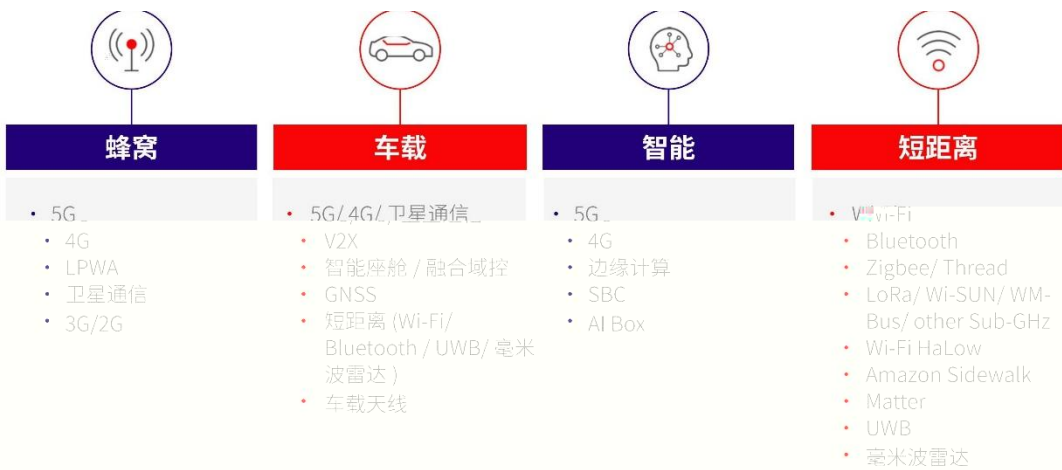 蜂窝
5G
4G
LPWA
卫星通信
3G/2G
车载
5G/ 4G/ 卫星通信
V2X
智能座舱 / 融合域控
GNSS
短距离 (Wi-Fi/
Bluetooth / UWB/ 毫米
波雷达 )
车载天线
智能
5G
4G
边缘计算
SBC
AI Box
短距离
Wi-Fi
Bluetooth
Zigbee/ Thread
LoRa/ Wi-SUN/ WM-
Bus/ other Sub-GHz
Wi-Fi HaLow
Amazon Sidewalk
Matter
UWB
毫米波雷达